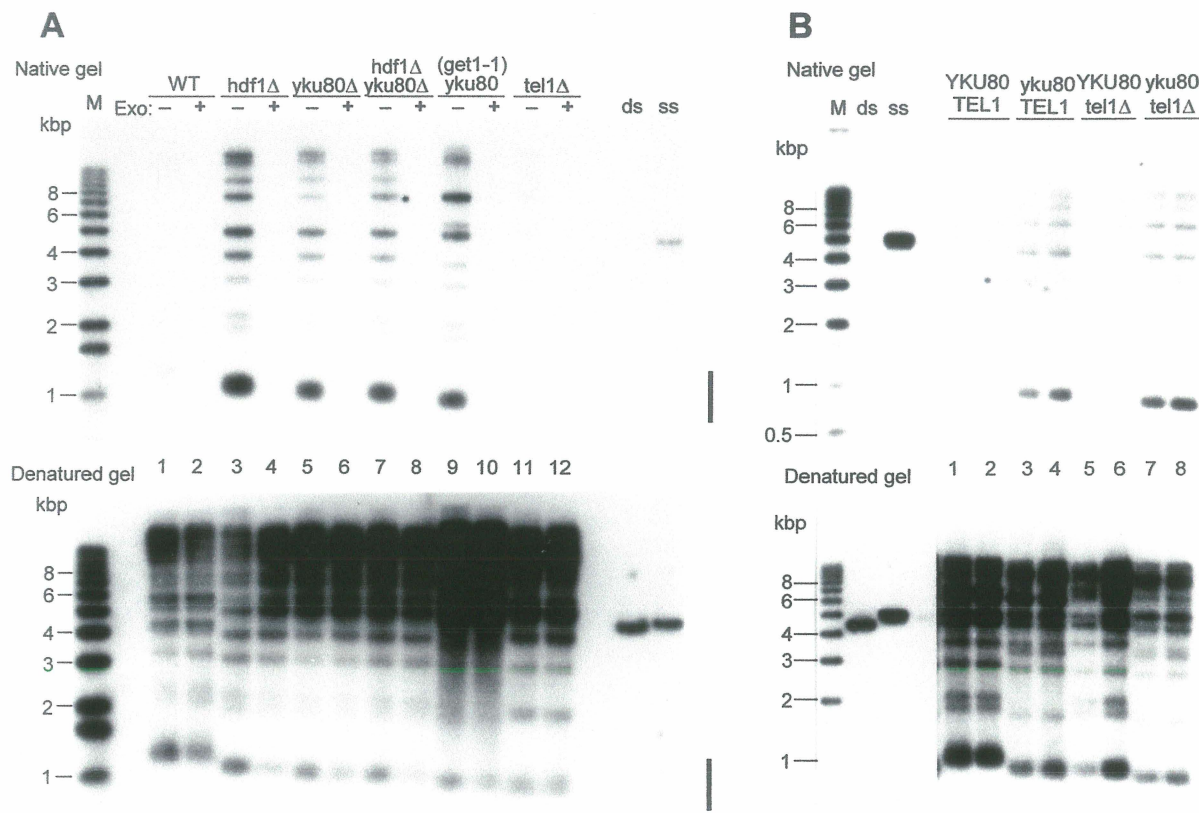 A
Native gel
WT hdf1Δ yku80Δ hdf1Δ yku80Δ (get1-1) yku80 tel1Δ
M Exo: – + – + – + – + – + – + ds ss
kbp
8
6
4
3
2
1
Denatured gel 1 2 3 4 5 6 7 8 9 10 11 12
kbp
8
6
4
3
2
1
B
Native gel
YKU80 TEL1 yku80 TEL1 YKU80 tel1Δ yku80 tel1Δ
M ds ss
kbp
8
6
4
3
2
1
0.5
Denatured gel 1 2 3 4 5 6 7 8
kbp
8
6
4
3
2
1